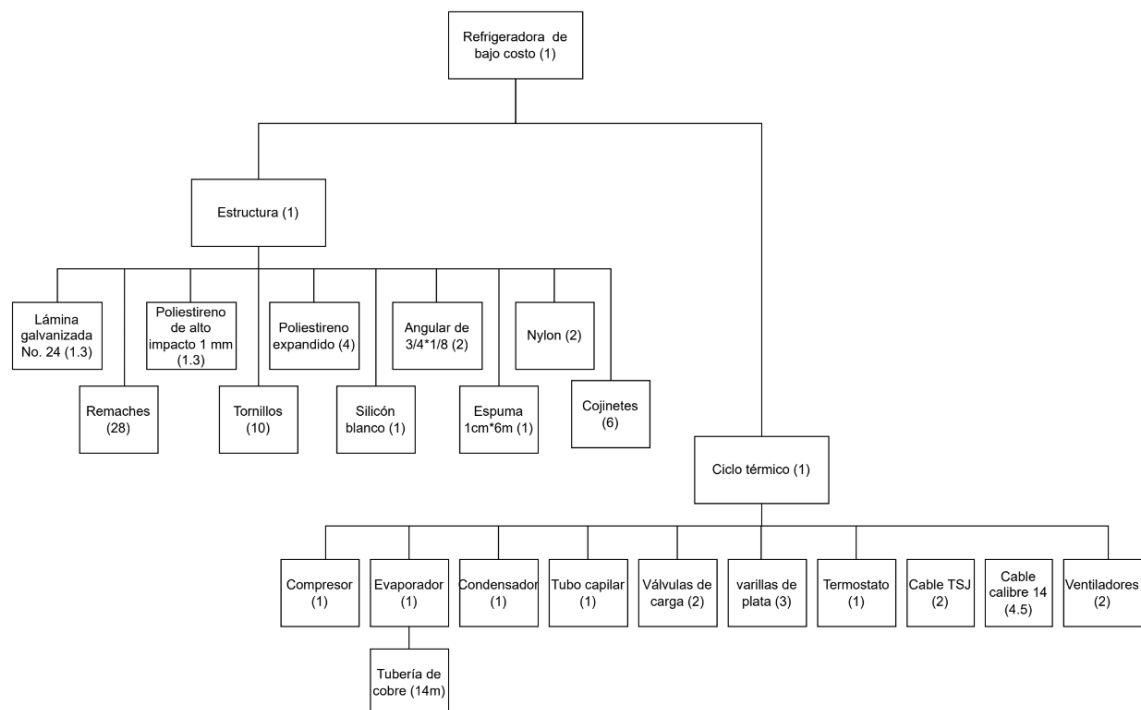 Refrigeradora de
bajo costo (1)
Estructura (1)
Lámina
galvanizada
No. 24 (1.3)
Poliestireno
de alto
impacto 1 mm
(1.3)
Poliestireno
expandido (4)
Angular de
3/4*1/8 (2)
Nylon (2)
Remaches
(28)
Tornillos
(10)
Silicón
blanco (1)
Espuma
1cm*6m (1)
Cojinetes
(6)
Ciclo térmico (1)
Compresor
(1)
Evaporador
(1)
Condensador
(1)
Tubo capilar
(1)
Válvulas de
carga (2)
varillas de
plata (3)
Termostato
(1)
Cable TSJ
(2)
Cable
calibre 14
(4.5)
Ventiladores
(2)
Tubería de
cobre (14m)